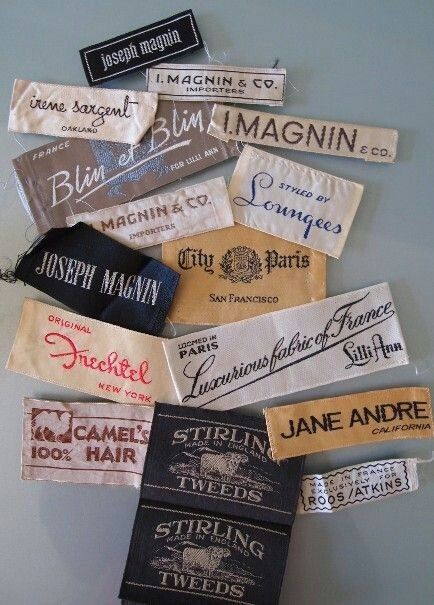 joseph magnin
I. MAGNIN & CO.
IMPORTERS
irene sargent
OAKLAND
I. MAGNIN & CO.
FRANCE
Blin et Blin
FOR LILLI ANN
STYLED BY
Loungees
MAGNIN & CO.
IMPORTERS
City Paris
SAN FRANCISCO
JOSEPH MAGNIN
ORIGINAL
Frechtel
NEW YORK
LOOMED IN
PARIS
Luxurious fabric of France
Lilli Ann
JANE ANDRE
CALIFORNIA
CAMEL'S
100% HAIR
STIRLING
MADE IN ENGLAND
TWEEDS
MADE IN FRANCE
EXCLUSIVELY FOR
ROOS/ATKINS
STIRLING
MADE IN ENGLAND
TWEEDS